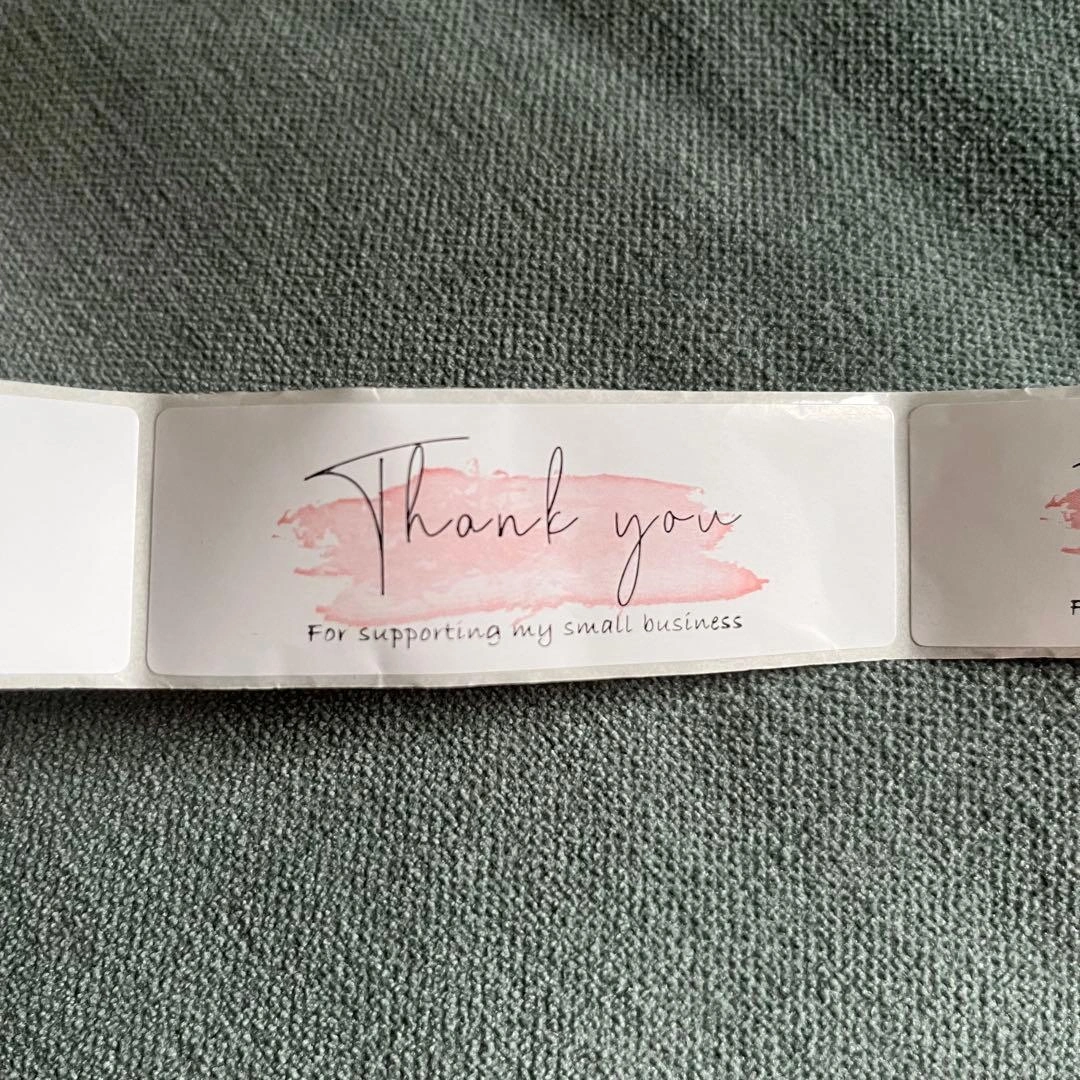 Thank you
For supporting my small business
F